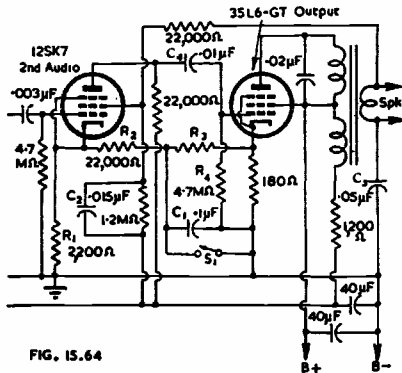 35L6-GT Output
12SK7
2nd Audio
22,000Ω
C4 .01µF
.003µF
22,000Ω
.02µF
Spk
R2
R3
4.7
MΩ
22,000Ω
R4
4.7MΩ
180Ω
C3
C2 .015µF
1.2MΩ
C1 .1µF
.05µF
1,200
Ω
R1
2200Ω
S1
40µF
40µF
FIG. 15.64
B+
B−